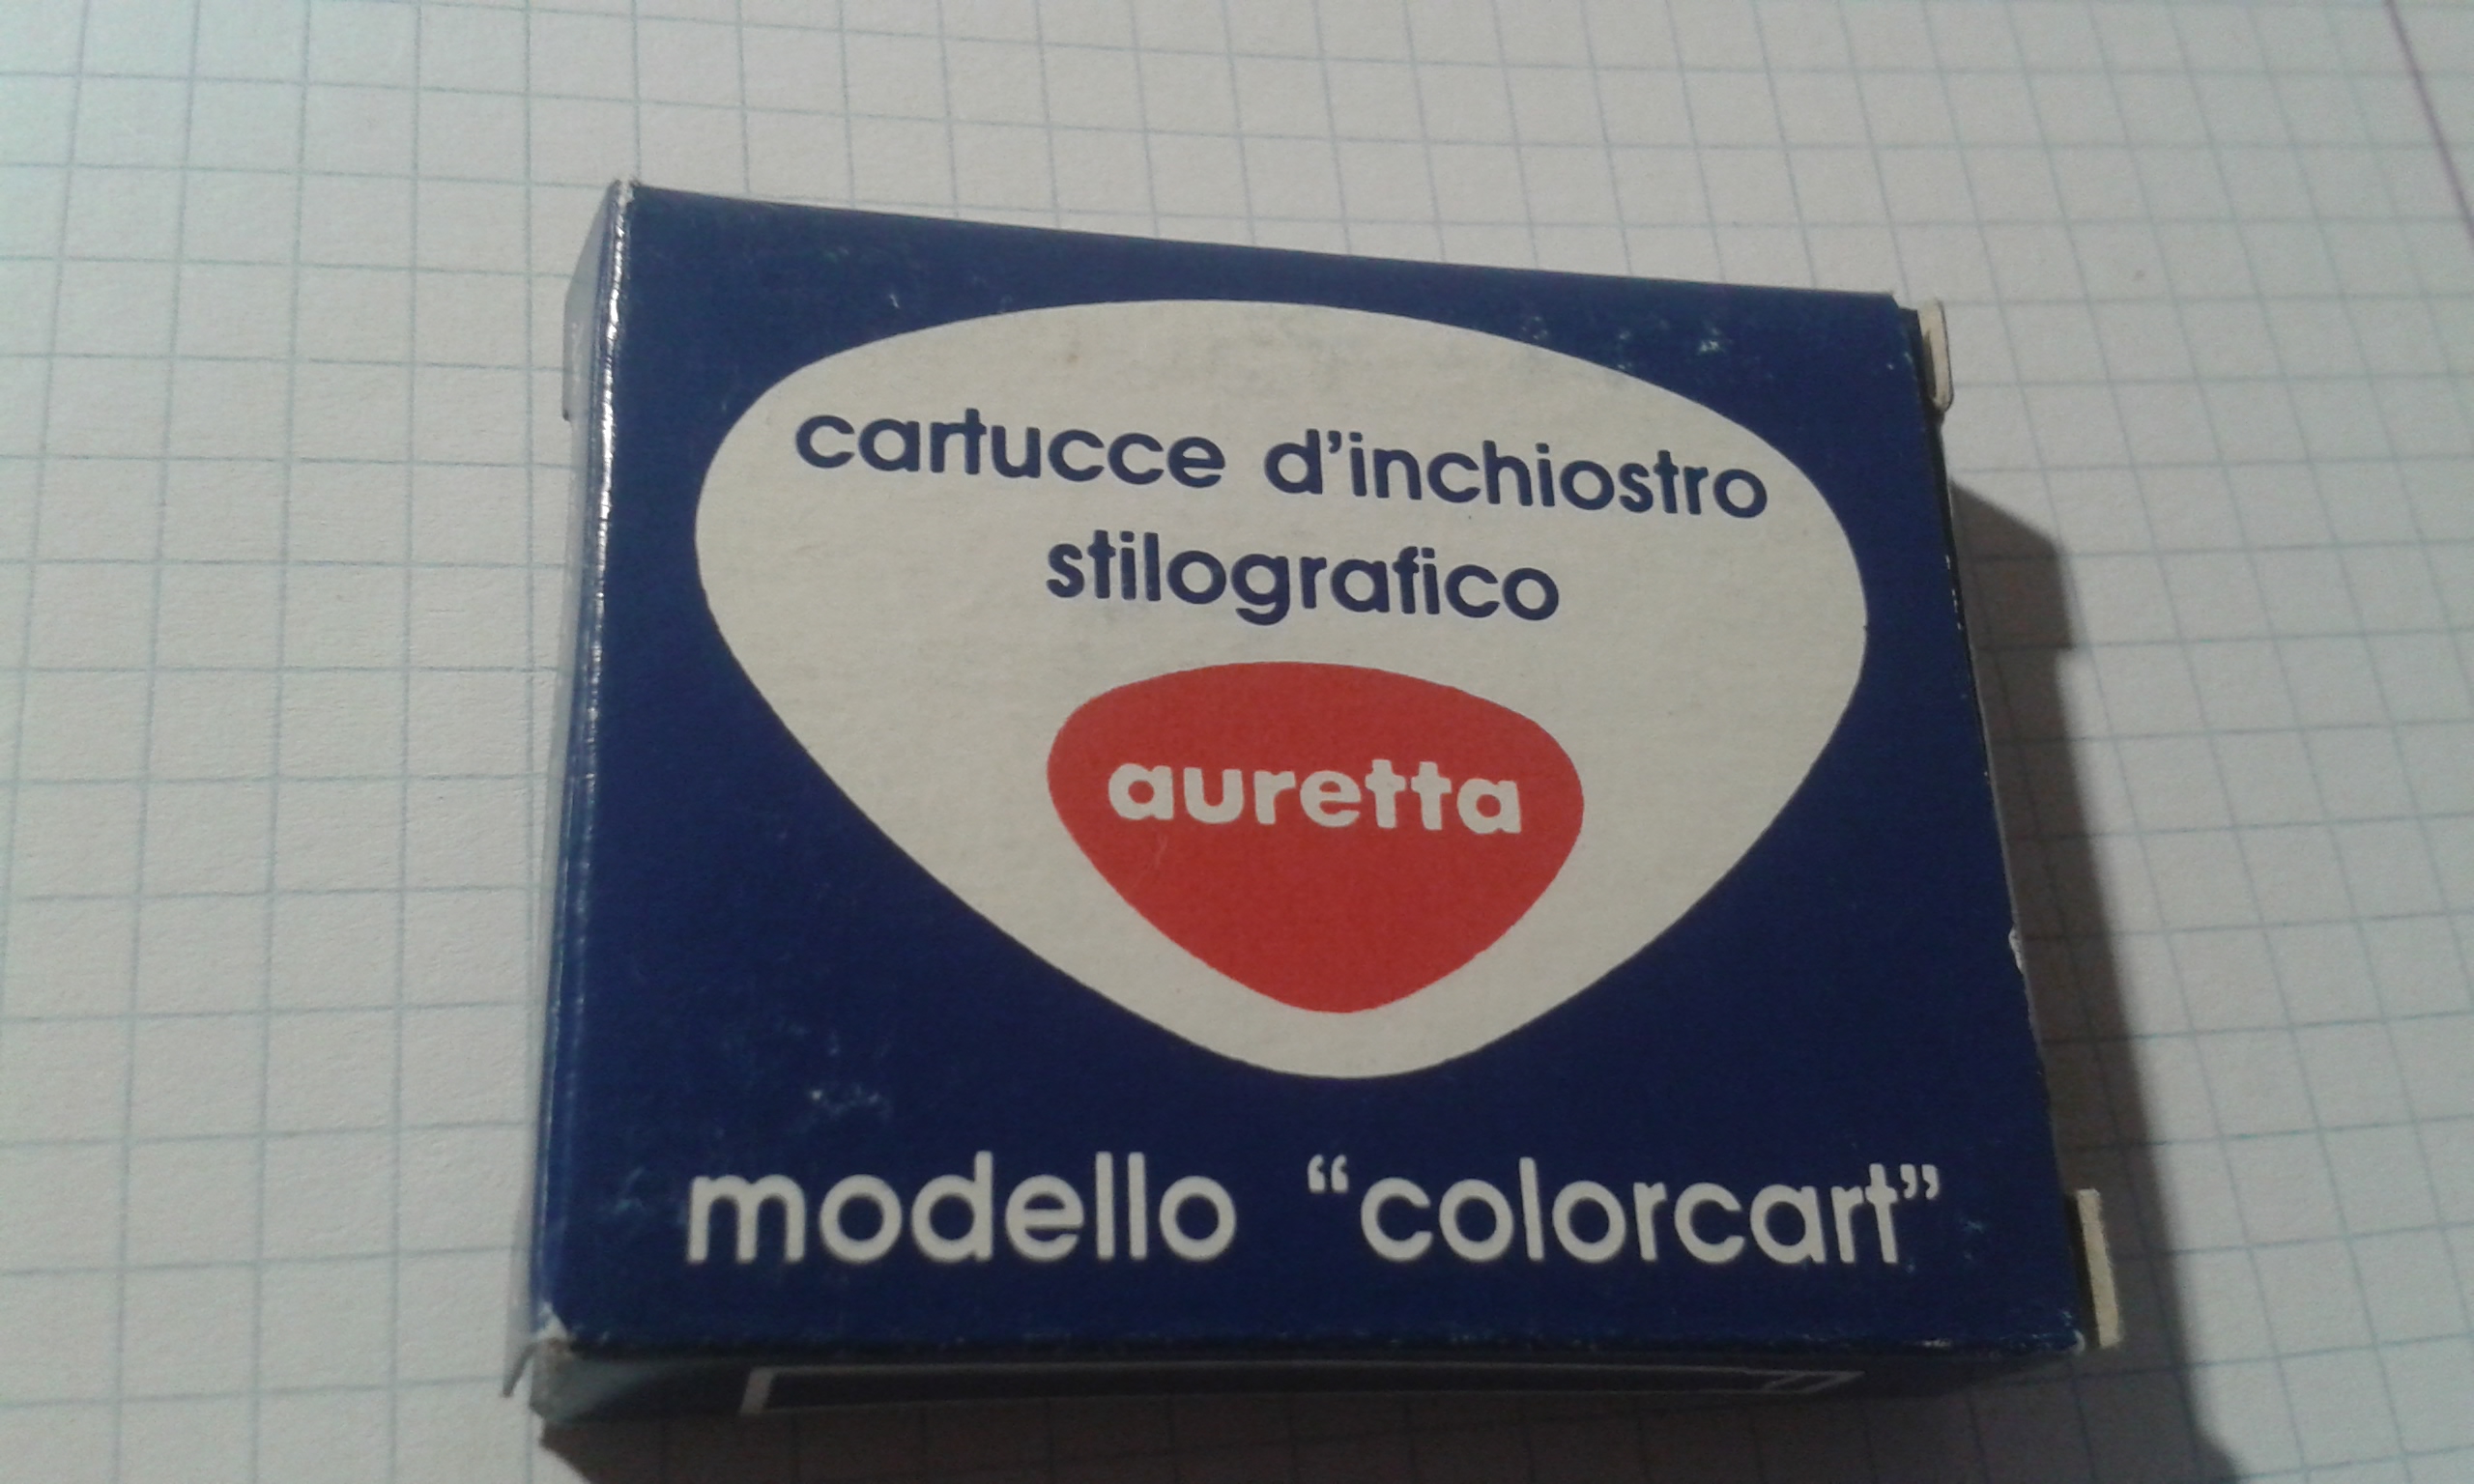 cartucce d'inchiostro
stilografico
auretta
modello “colorcart”